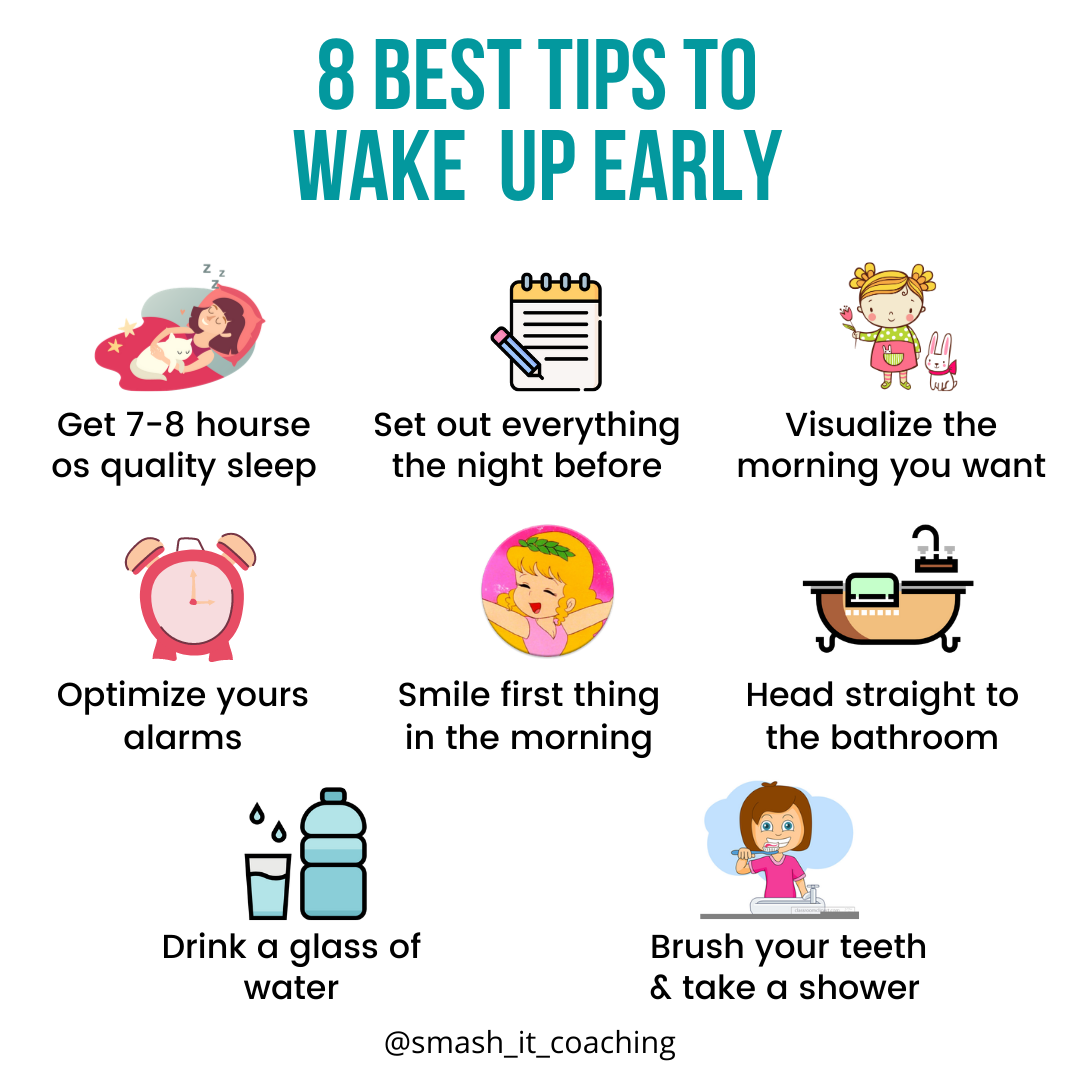 8 BEST TIPS TO
WAKE UP EARLY
z z
z
Get 7-8 hourse
os quality sleep
Set out everything
the night before
Visualize the
morning you want
Optimize yours
alarms
Smile first thing
in the morning
Head straight to
the bathroom
Drink a glass of
water
Brush your teeth
& take a shower
@smash_it_coaching